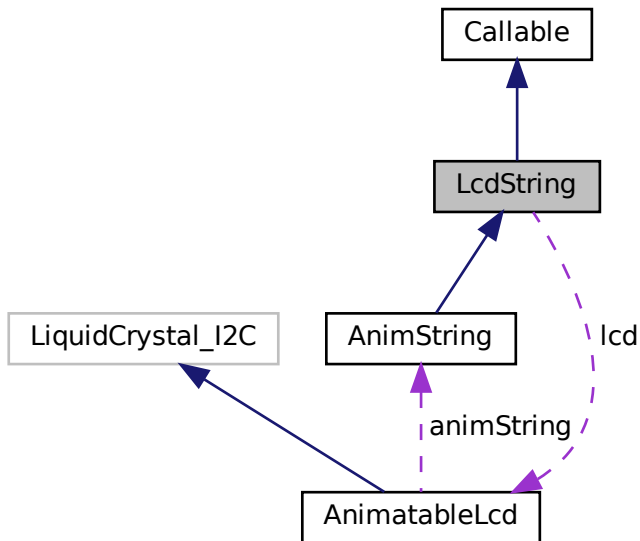 Callable
LcdString
LiquidCrystal_I2C
AnimString
lcd
animString
AnimatableLcd